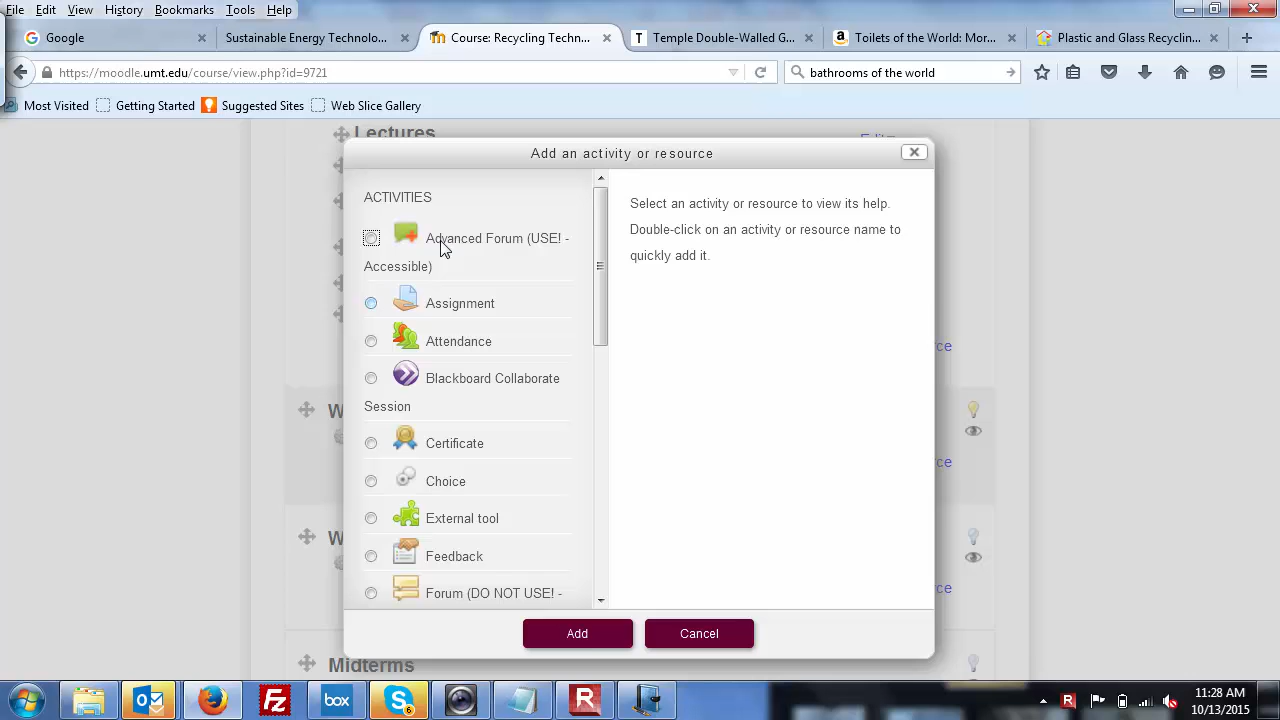 File Edit View History Bookmarks Tools Help
Google
Sustainable Energy Technolo...
Course: Recycling Techn...
Temple Double-Walled G...
Toilets of the World: Mor...
Plastic and Glass Recyclin...
https://moodle.umt.edu/course/view.php?id=9721
bathrooms of the world
Most Visited Getting Started Suggested Sites Web Slice Gallery
Lectures
Add an activity or resource
ACTIVITIES
Advanced Forum (USE! -
Accessible)
Assignment
Attendance
Blackboard Collaborate
Session
Certificate
Choice
External tool
Feedback
Forum (DO NOT USE! -
Select an activity or resource to view its help.
Double-click on an activity or resource name to
quickly add it.
Add
Cancel
Midterms
box
11:28 AM
10/13/2015